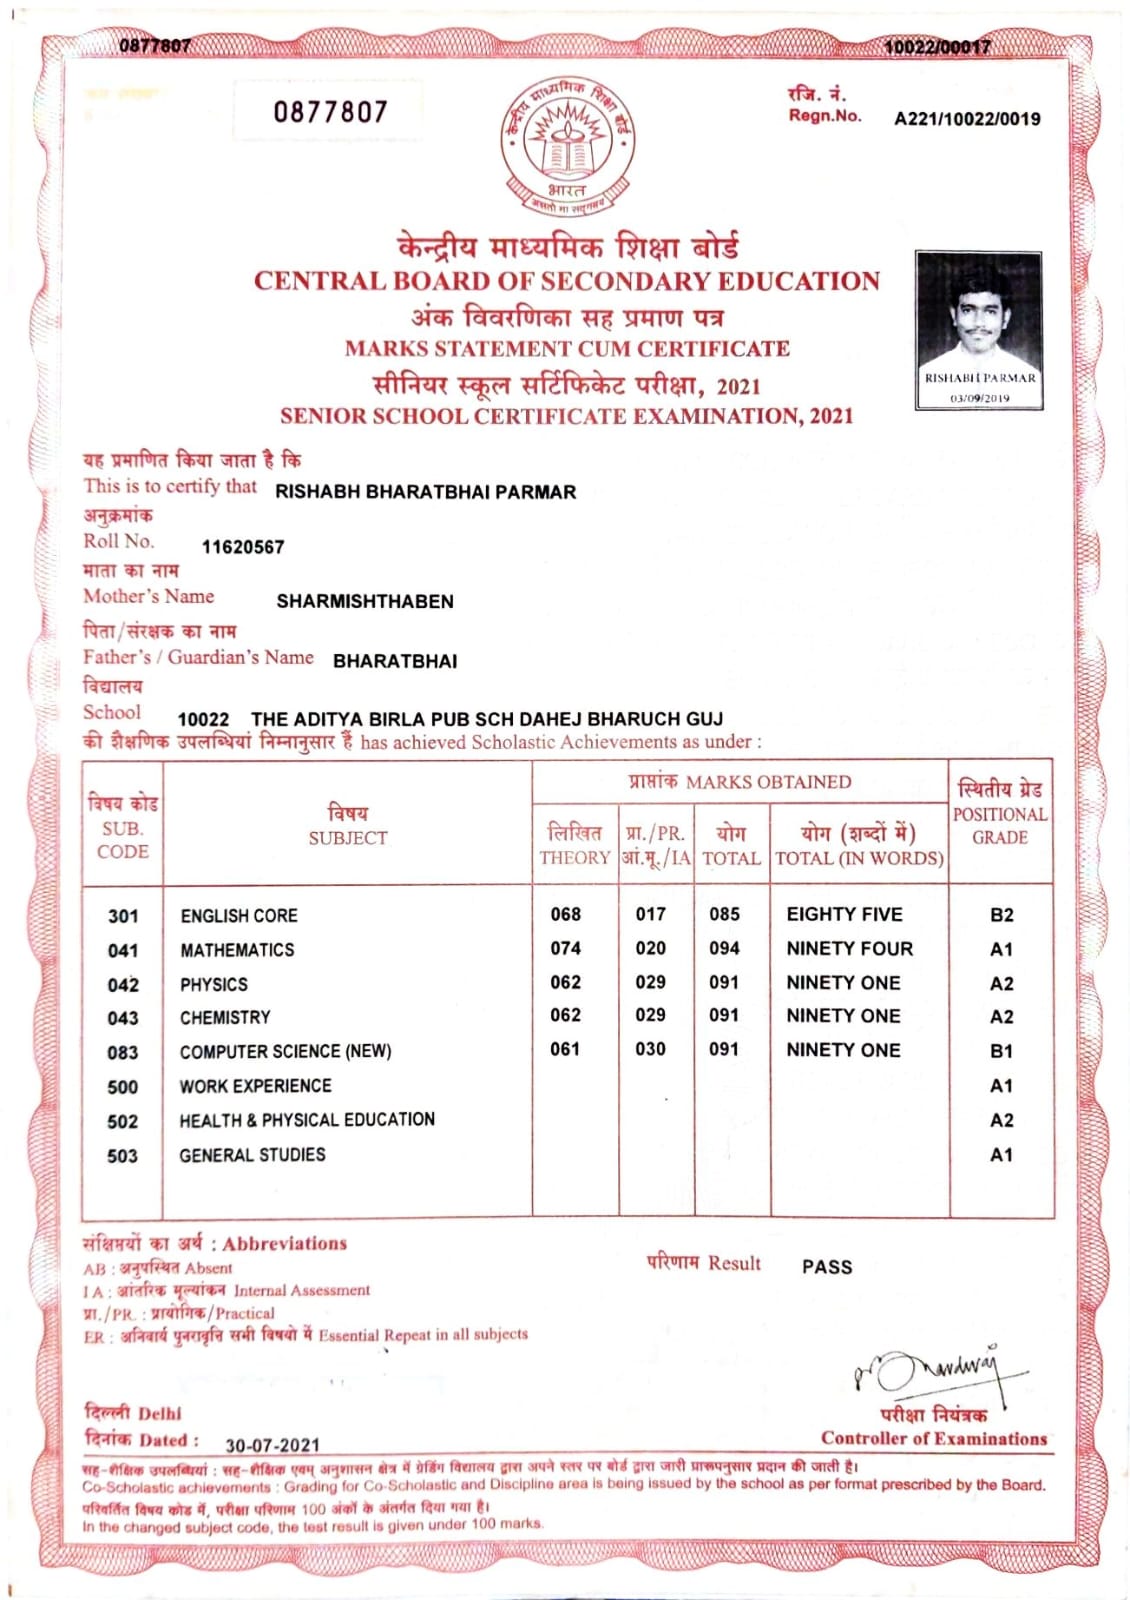 0877807 10022/00017
0877807
रजि. नं.
Regn.No. A221/10022/0019
केन्द्रीय माध्यमिक शिक्षा बोर्ड
भारत
असतो मा सद्गमय
केन्द्रीय माध्यमिक शिक्षा बोर्ड
CENTRAL BOARD OF SECONDARY EDUCATION
अंक विवरणिका सह प्रमाण पत्र
MARKS STATEMENT CUM CERTIFICATE
सीनियर स्कूल सर्टिफिकेट परीक्षा, 2021
SENIOR SCHOOL CERTIFICATE EXAMINATION, 2021
RISHABH PARMAR
03/09/2019
यह प्रमाणित किया जाता है कि
This is to certify that RISHABH BHARATBHAI PARMAR
अनुक्रमांक
Roll No. 11620567
माता का नाम
Mother's Name SHARMISHTHABEN
पिता/संरक्षक का नाम
Father's / Guardian's Name BHARATBHAI
विद्यालय
School 10022 THE ADITYA BIRLA PUB SCH DAHEJ BHARUCH GUJ
की शैक्षणिक उपलब्धियां निम्नानुसार हैं has achieved Scholastic Achievements as under :
विषय कोड
SUB.
CODE
विषय
SUBJECT
प्राप्तांक MARKS OBTAINED
लिखित
THEORY
प्रा./PR.
आं.मू./IA
योग
TOTAL
योग (शब्दों में)
TOTAL (IN WORDS)
स्थितीय ग्रेड
POSITIONAL
GRADE
301 ENGLISH CORE 068 017 085 EIGHTY FIVE B2
041 MATHEMATICS 074 020 094 NINETY FOUR A1
042 PHYSICS 062 029 091 NINETY ONE A2
043 CHEMISTRY 062 029 091 NINETY ONE A2
083 COMPUTER SCIENCE (NEW) 061 030 091 NINETY ONE B1
500 WORK EXPERIENCE A1
502 HEALTH & PHYSICAL EDUCATION A2
503 GENERAL STUDIES A1
संक्षिप्तयों का अर्थ : Abbreviations
AB : अनुपस्थित Absent
I A : आंतरिक मूल्यांकन Internal Assessment
प्रा./PR. : प्रायोगिक/Practical
ER : अनिवार्य पुनरावृत्ति सभी विषयो में Essential Repeat in all subjects
परिणाम Result PASS
दिल्ली Delhi
दिनांक Dated : 30-07-2021
परीक्षा नियंत्रक
Controller of Examinations
सह-शैक्षिक उपलब्धियां : सह-शैक्षिक एवम् अनुशासन क्षेत्र में ग्रेडिंग विद्यालय द्वारा अपने स्तर पर बोर्ड द्वारा जारी प्रारूपनुसार प्रदान की जाती है।
Co-Scholastic achievements : Grading for Co-Scholastic and Discipline area is being issued by the school as per format prescribed by the Board.
परिवर्तित विषय कोड में, परीक्षा परिणाम 100 अंकों के अंतर्गत दिया गया है।
In the changed subject code, the test result is given under 100 marks.